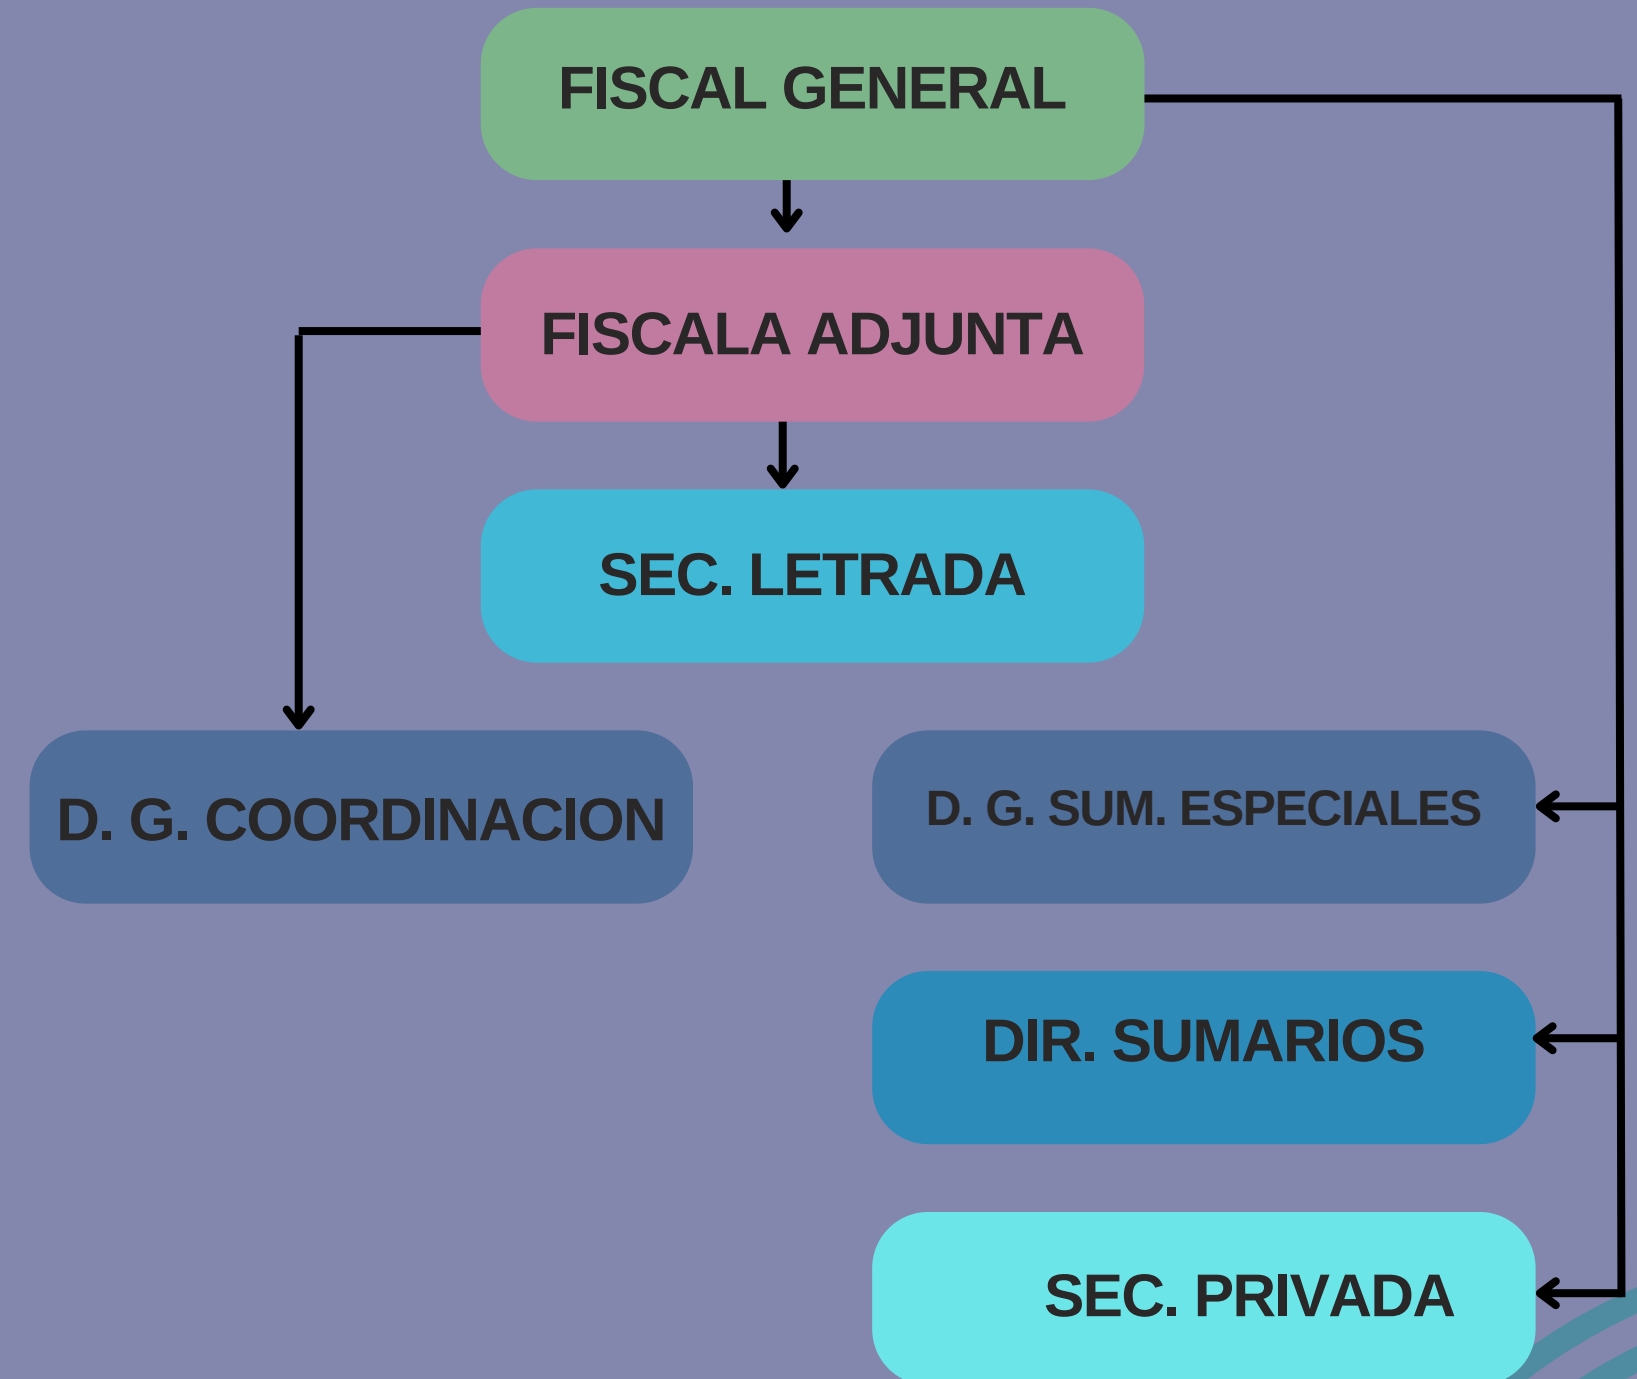 FISCAL GENERAL
FISCALA ADJUNTA
SEC. LETRADA
D. G. COORDINACION
D. G. SUM. ESPECIALES
DIR. SUMARIOS
SEC. PRIVADA